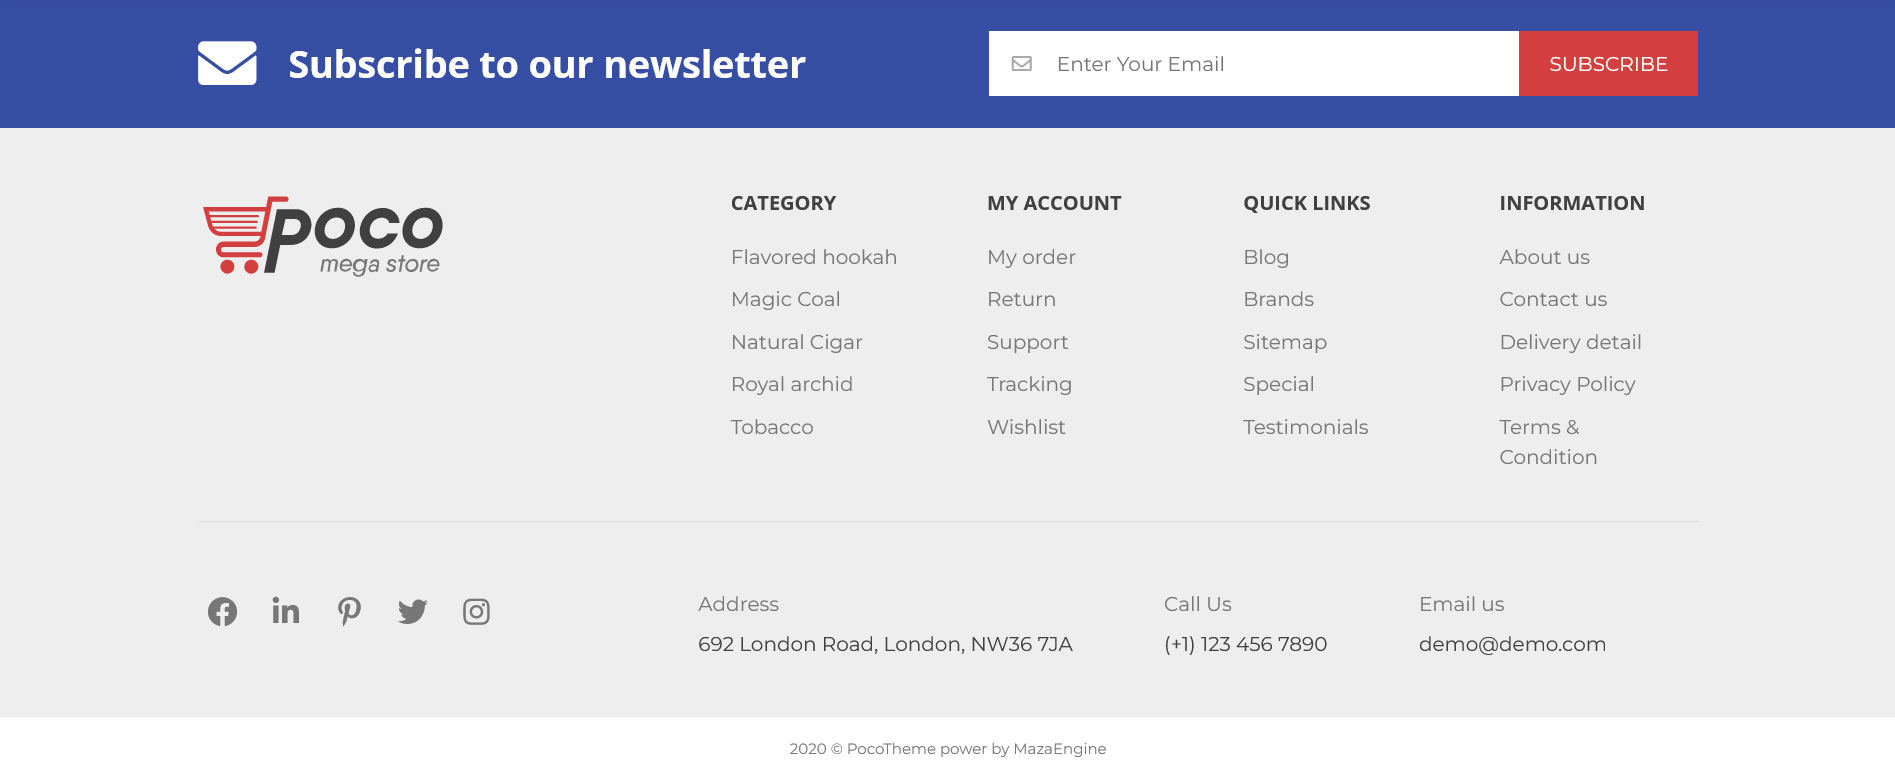 Subscribe to our newsletter
Enter Your Email
SUBSCRIBE
poco
mega store
CATEGORY
Flavored hookah
Magic Coal
Natural Cigar
Royal archid
Tobacco
MY ACCOUNT
My order
Return
Support
Tracking
Wishlist
QUICK LINKS
Blog
Brands
Sitemap
Special
Testimonials
INFORMATION
About us
Contact us
Delivery detail
Privacy Policy
Terms &
Condition
Address
692 London Road, London, NW36 7JA
Call Us
(+1) 123 456 7890
Email us
demo@demo.com
2020 © PocoTheme power by MazaEngine